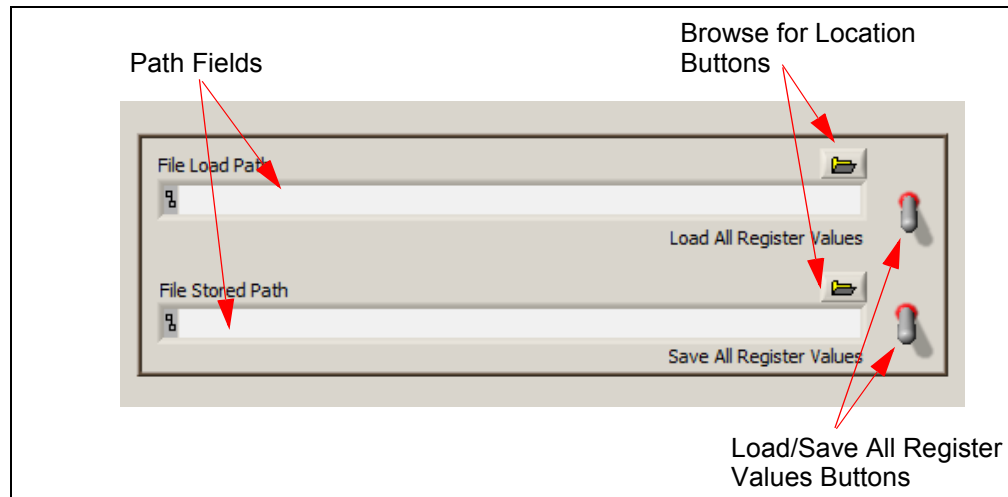 Browse for Location
Buttons
Path Fields
File Load Path
Load All Register Values
File Stored Path
Save All Register Values
Load/Save All Register
Values Buttons